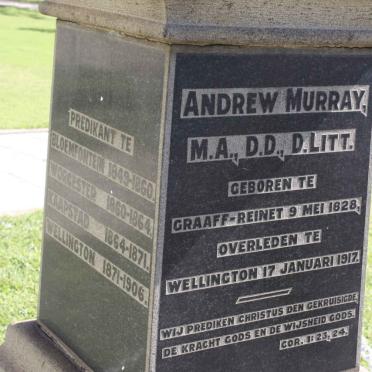 PREDIKANT TE
BLOEMFONTEIN 1849-1860.
WORCESTER 1860-1864.
KAAPSTAD 1864-1871.
WELLINGTON 1871-1906.
ANDREW MURRAY,
M.A., D.D., D.LITT.
GEBOREN TE
GRAAFF-REINET 9 MEI 1828,
OVERLEDEN TE
WELLINGTON 17 JANUARI 1917.
WIJ PREDIKEN CHRISTUS DEN GEKRUISIGDE,
DE KRACHT GODS EN DE WIJSHEID GODS.
COR. 1: 23, 24.